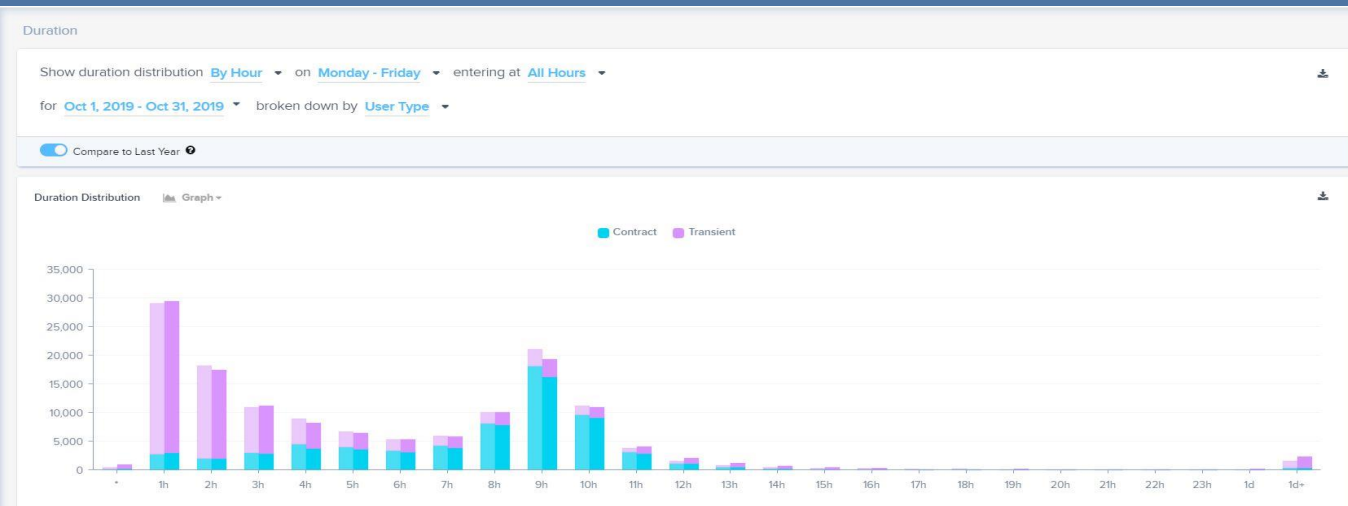 Duration
Show duration distribution By Hour on Monday - Friday entering at All Hours
for Oct 1, 2019 - Oct 31, 2019 broken down by User Type
Compare to Last Year ?
Duration Distribution Graph
Contract Transient
35,000
30,000
25,000
20,000
15,000
10,000
5,000
0
* 1h 2h 3h 4h 5h 6h 7h 8h 9h 10h 11h 12h 13h 14h 15h 16h 17h 18h 19h 20h 21h 22h 23h 1d 1d+